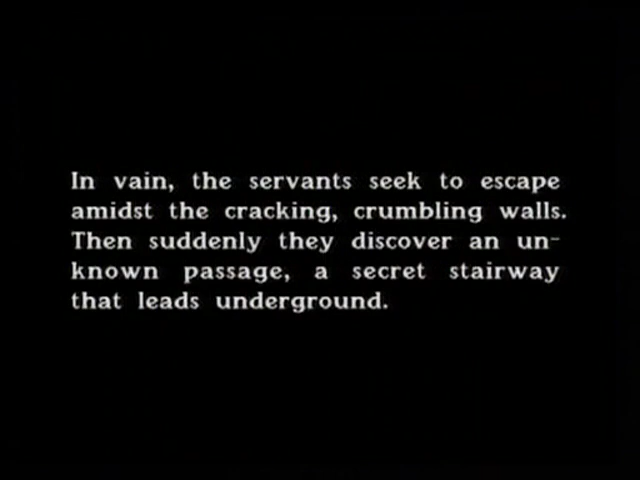 In vain, the servants seek to escape
amidst the cracking, crumbling walls.
Then suddenly they discover an un-
known passage, a secret stairway
that leads underground.